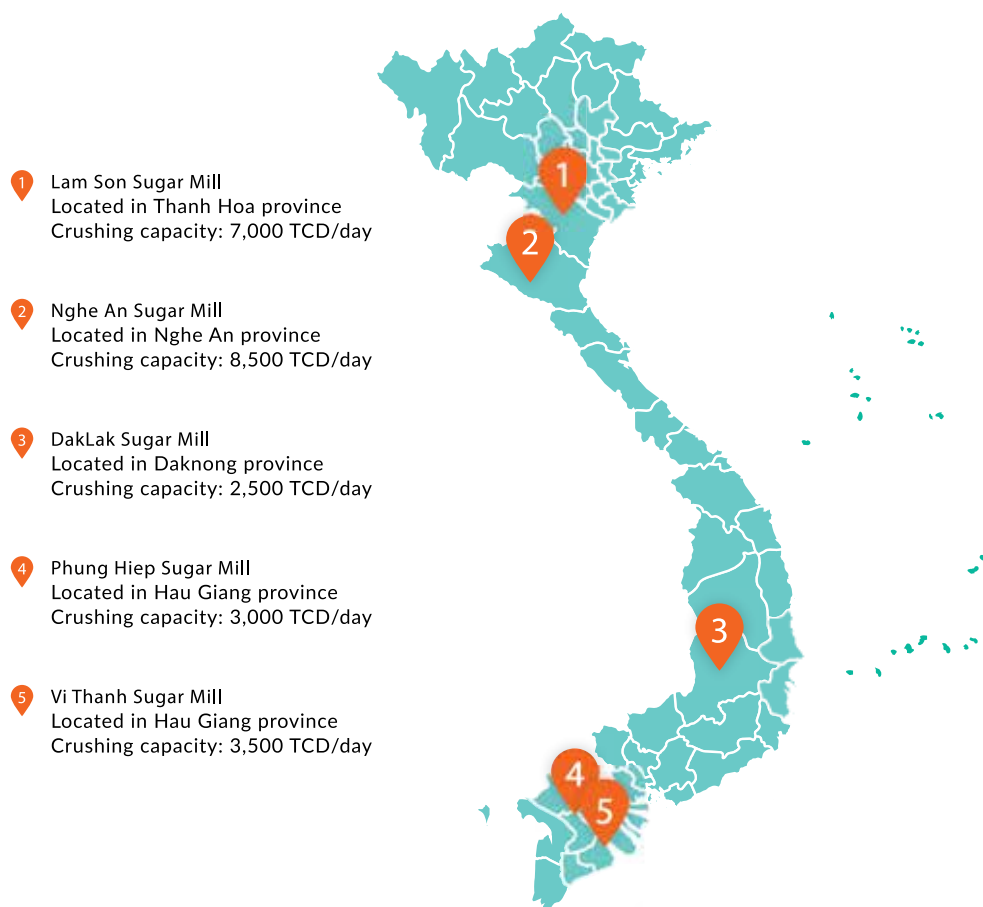 1
Lam Son Sugar Mill
Located in Thanh Hoa province
Crushing capacity: 7,000 TCD/day
2
Nghe An Sugar Mill
Located in Nghe An province
Crushing capacity: 8,500 TCD/day
3
DakLak Sugar Mill
Located in Daknong province
Crushing capacity: 2,500 TCD/day
4
Phung Hiep Sugar Mill
Located in Hau Giang province
Crushing capacity: 3,000 TCD/day
5
Vi Thanh Sugar Mill
Located in Hau Giang province
Crushing capacity: 3,500 TCD/day
1
2
3
4
5